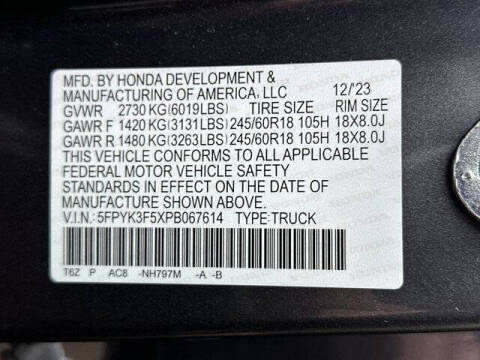 MFD. BY HONDA DEVELOPMENT &
MANUFACTURING OF AMERICA, LLC 12/'23
GVWR 2730 KG(6019LBS) TIRE SIZE RIM SIZE
GAWR F 1420 KG(3131LBS) 245/60R18 105H 18X8.0J
GAWR R 1480 KG(3263LBS) 245/60R18 105H 18X8.0J
THIS VEHICLE CONFORMS TO ALL APPLICABLE
FEDERAL MOTOR VEHICLE SAFETY
STANDARDS IN EFFECT ON THE DATE OF
MANUFACTURE SHOWN ABOVE.
V.I.N.: 5FPYK3F5XPB067614 TYPE:TRUCK
T6Z P AC8 -NH797M -A -B